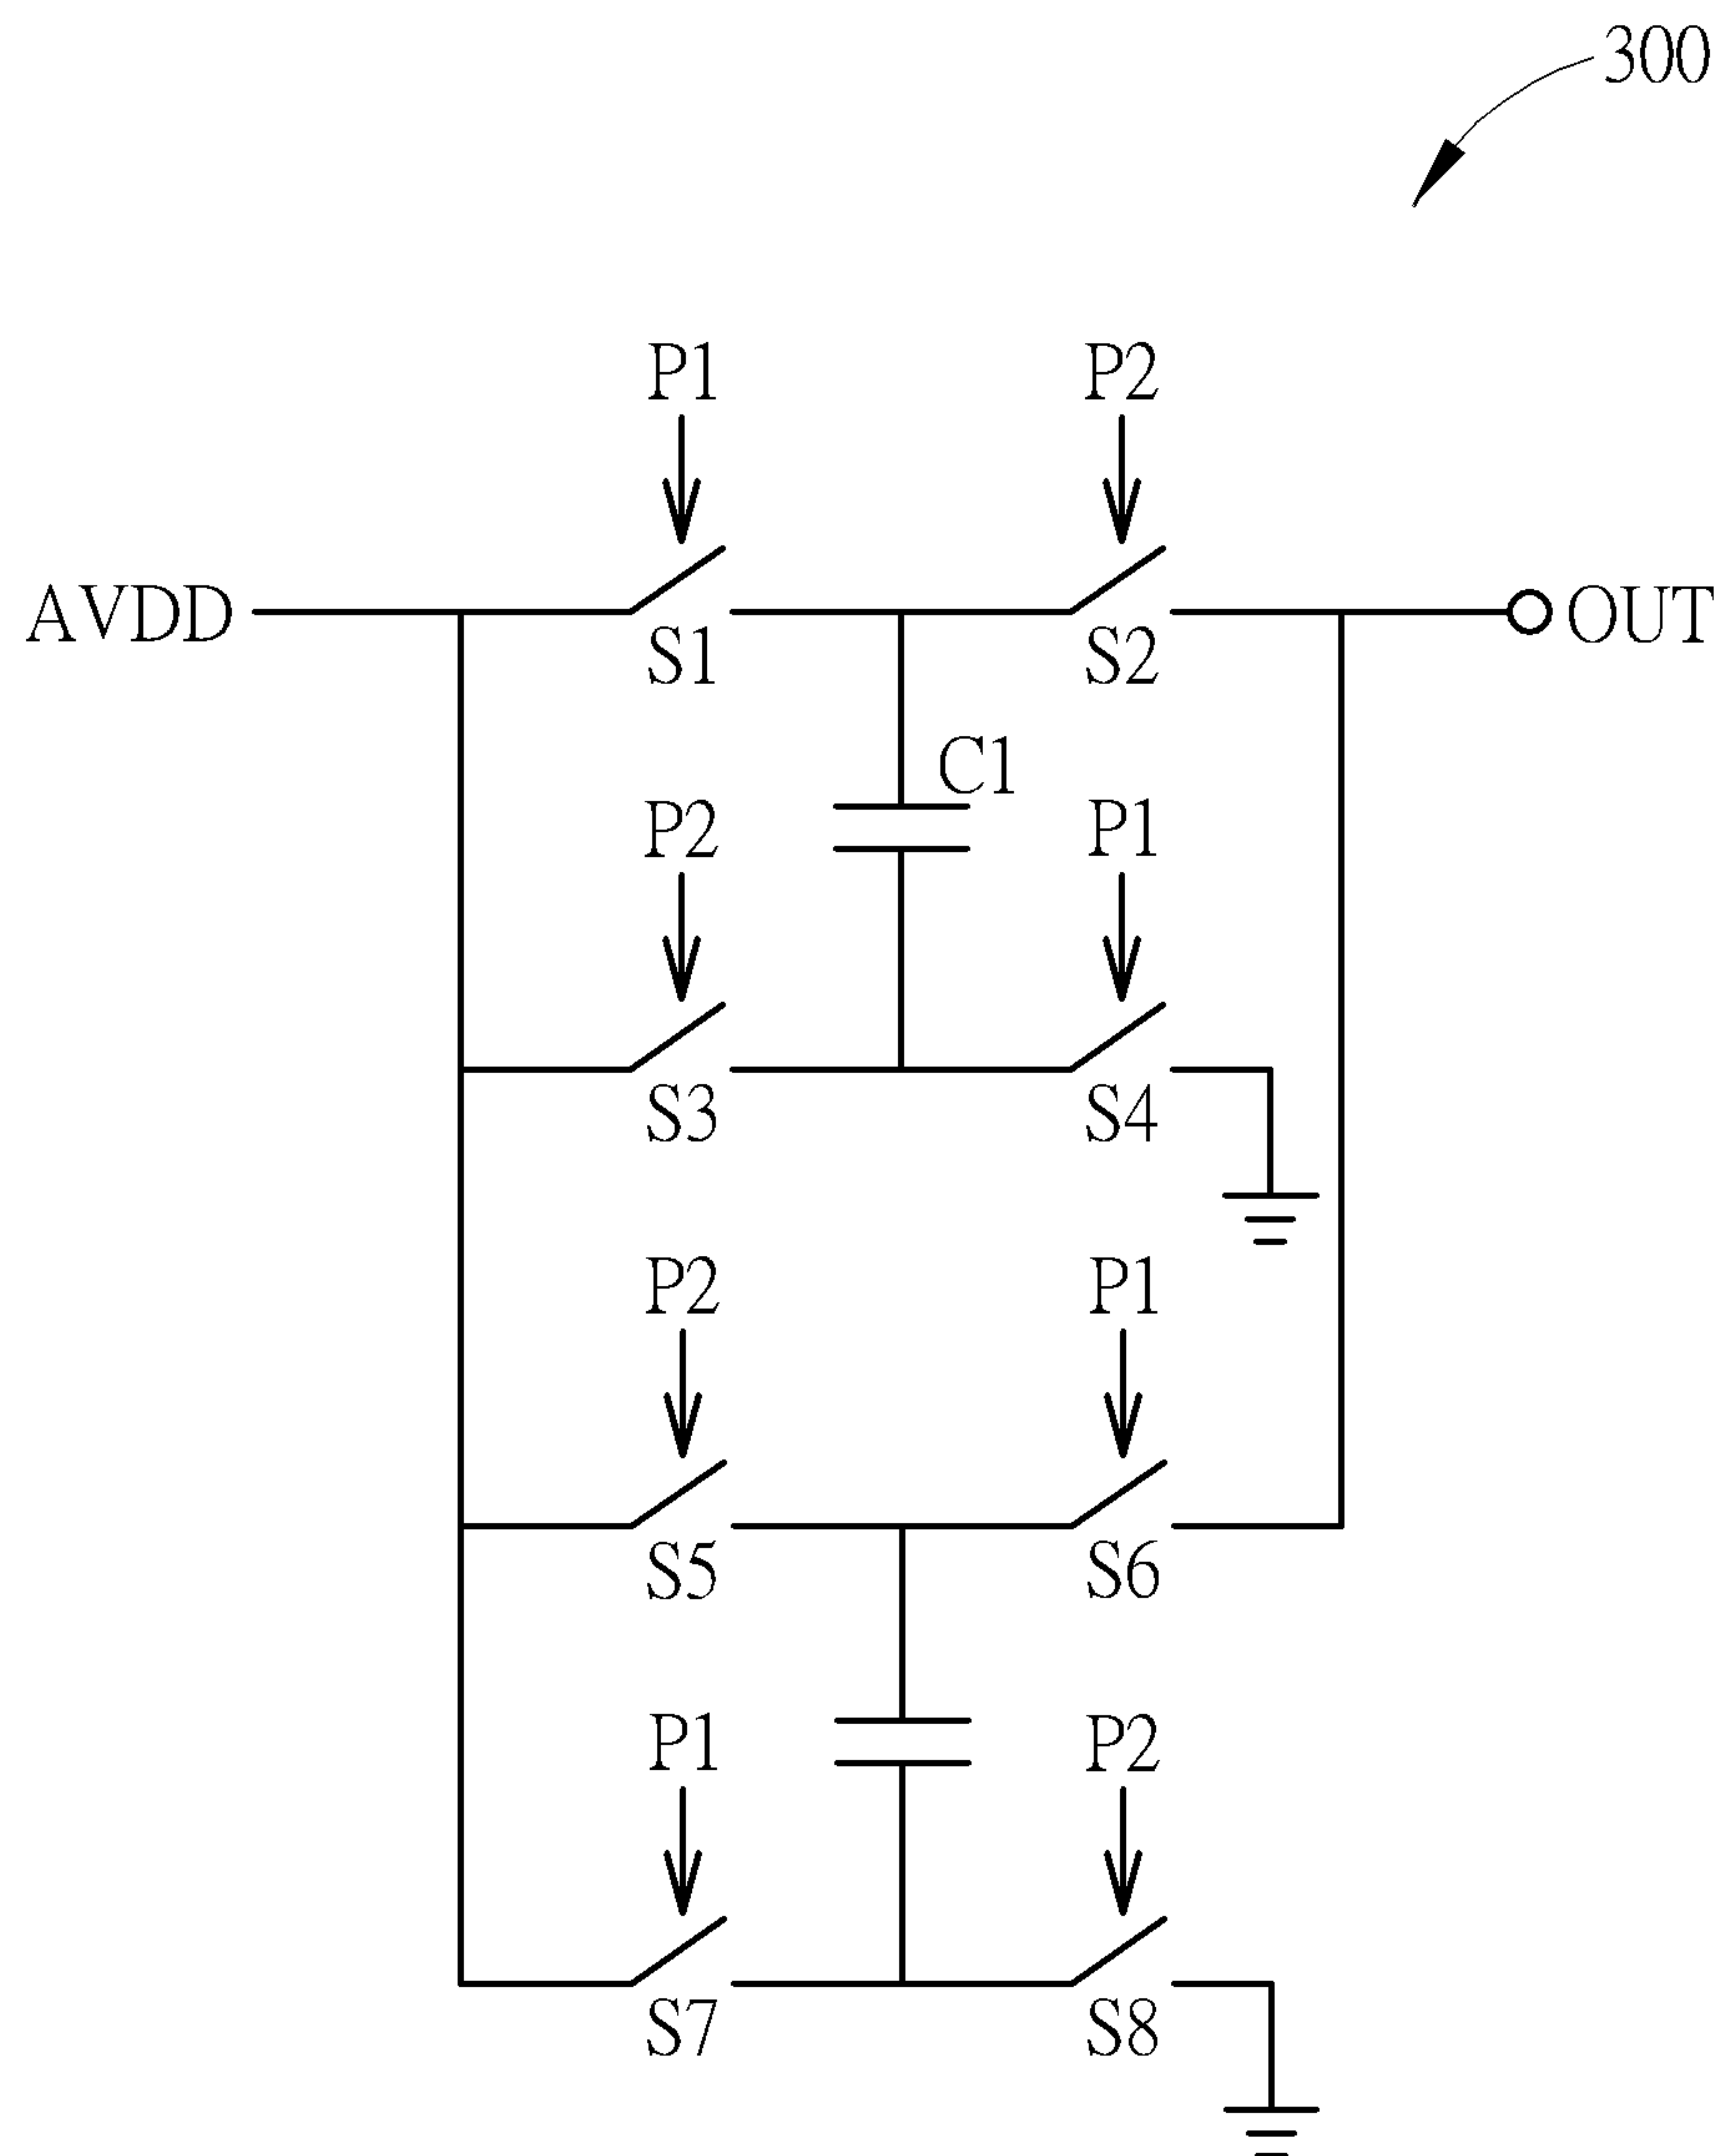 300
P1 P2
AVDD OUT
S1 S2
C1
P2 P1
S3 S4
P2 P1
S5 S6
P1 P2
S7 S8